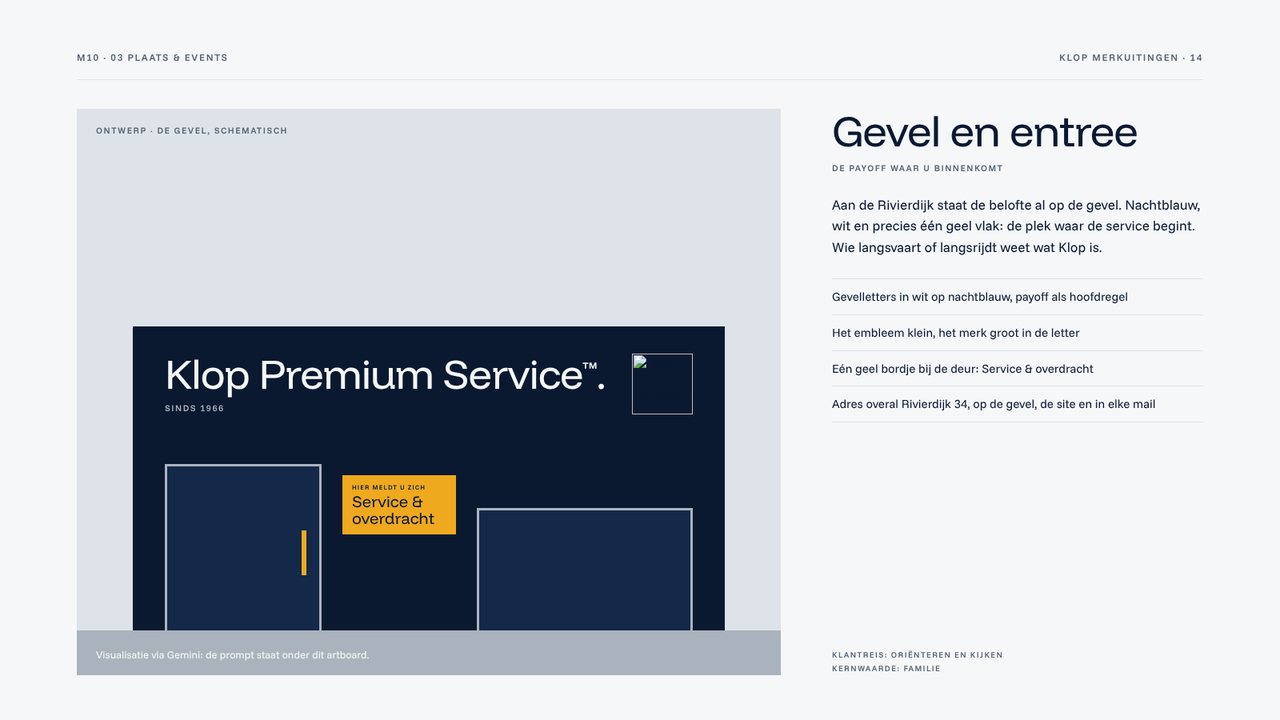 M10 · 03 PLAATS & EVENTS
KLOP MERKUITINGEN · 14
ONTWERP · DE GEVEL, SCHEMATISCH
Klop Premium Service™.
SINDS 1966
HIER MELDT U ZICH
Service &
overdracht
Visualisatie via Gemini: de prompt staat onder dit artboard.
Gevel en entree
DE PAYOFF WAAR U BINNENKOMT
Aan de Rivierdijk staat de belofte al op de gevel. Nachtblauw,
wit en precies één geel vlak: de plek waar de service begint.
Wie langsvaart of langsrijdt weet wat Klop is.
Gevelletters in wit op nachtblauw, payoff als hoofdregel
Het embleem klein, het merk groot in de letter
Eén geel bordje bij de deur: Service & overdracht
Adres overal Rivierdijk 34, op de gevel, de site en in elke mail
KLANTREIS: ORIËNTEREN EN KIJKEN
KERNWAARDE: FAMILIE